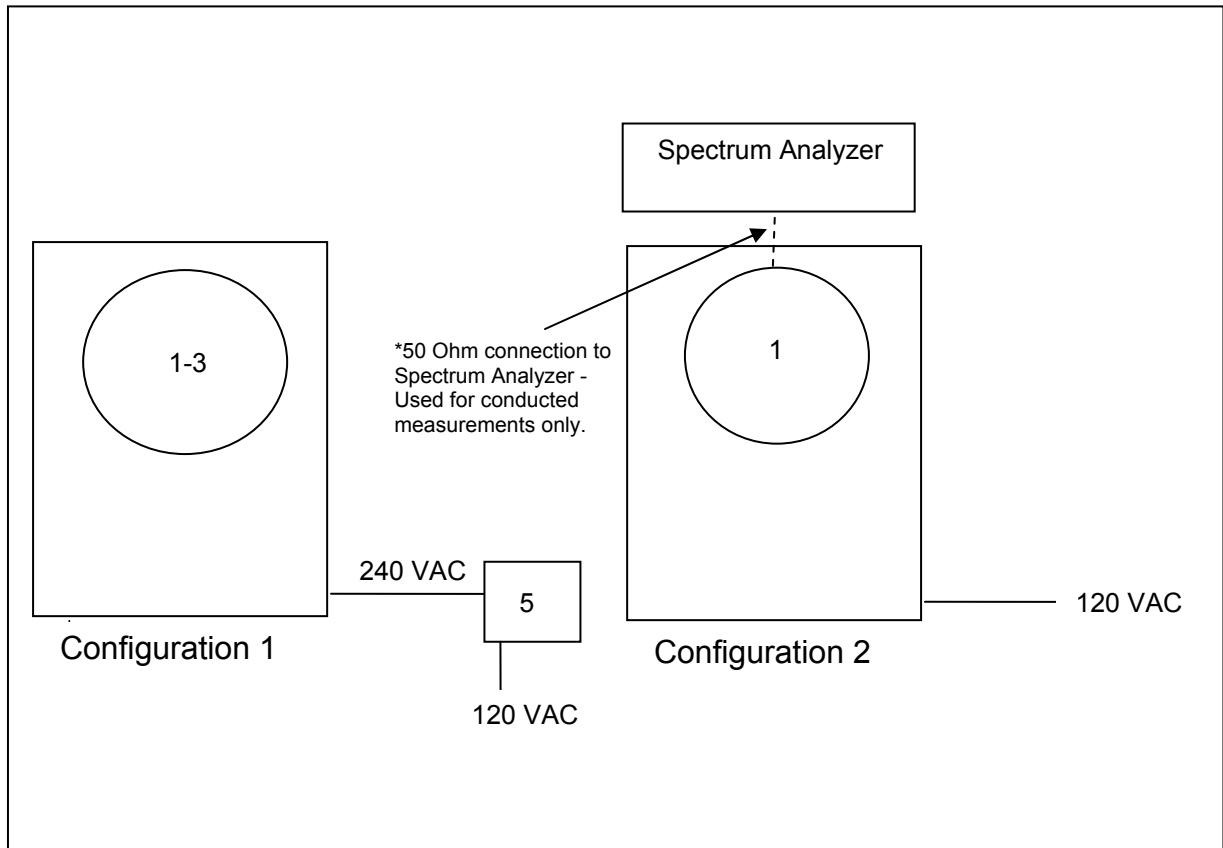 Spectrum Analyzer
1-3
*50 Ohm connection to
Spectrum Analyzer -
Used for conducted
measurements only.
1
240 VAC
5
120 VAC
Configuration 1
120 VAC
Configuration 2